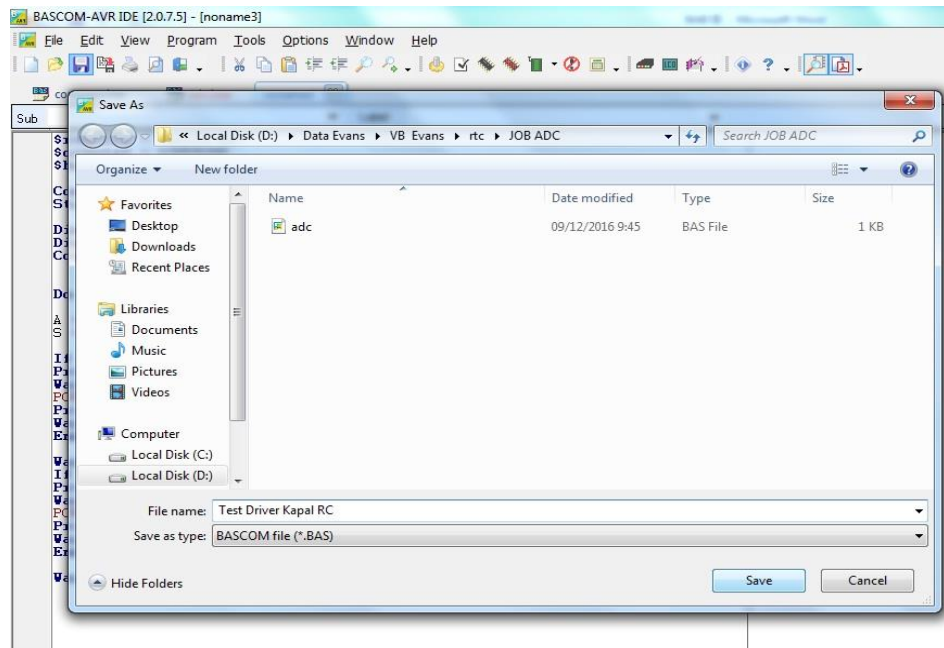 BASCOM-AVR IDE [2.0.7.5] - [noname3]
File Edit View Program Tools Options Window Help
Sub
Save As
« Local Disk (D:) ▸ Data Evans ▸ VB Evans ▸ rtc ▸ JOB ADC
Search JOB ADC
Organize New folder
Favorites
Desktop
Downloads
Recent Places
Libraries
Documents
Music
Pictures
Videos
Computer
Local Disk (C:)
Local Disk (D:)
Name Date modified Type Size
adc 09/12/2016 9:45 BAS File 1 KB
File name: Test Driver Kapal RC
Save as type: BASCOM file (*.BAS)
Hide Folders
Save Cancel